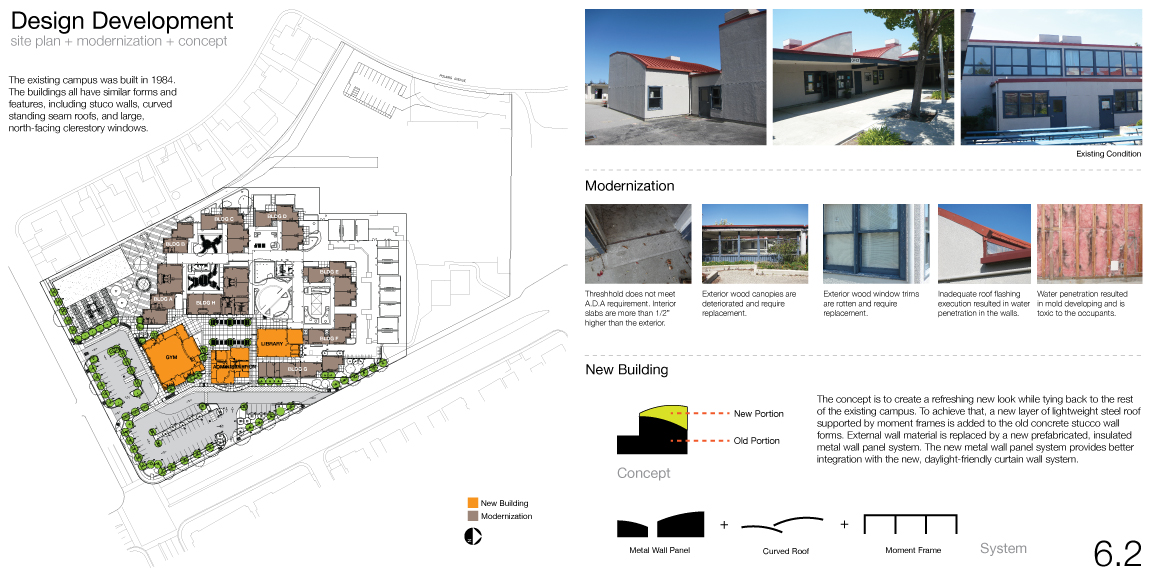 Design Development
site plan + modernization + concept
The existing campus was built in 1984.
The buildings all have similar forms and
features, including stuco walls, curved
standing seam roofs, and large,
north-facing clerestory windows.
BLDG C
BLDG D
BLDG B
BLDG E
BLDG A
BLDG H
BLDG F
GYM
LIBRARY
ADMINISTRATION
BLDG G
New Building
Modernization
Existing Condition
Modernization
Threshhold does not meet
A.D.A requirement. Interior
slabs are more than 1/2"
higher than the exterior.
Exterior wood canopies are
deteriorated and require
replacement.
Exterior wood window trims
are rotten and require
replacement.
Inadequate roof flashing
execution resulted in water
penetration in the walls.
Water penetration resulted
in mold developing and is
toxic to the occupants.
New Building
New Portion
Old Portion
Concept
The concept is to create a refreshing new look while tying back to the rest
of the existing campus. To achieve that, a new layer of lightweight steel roof
supported by moment frames is added to the old concrete stucco wall
forms. External wall material is replaced by a new prefabricated, insulated
metal wall panel system. The new metal wall panel system provides better
integration with the new, daylight-friendly curtain wall system.
+
+
Metal Wall Panel
Curved Roof
Moment Frame
System
6.2